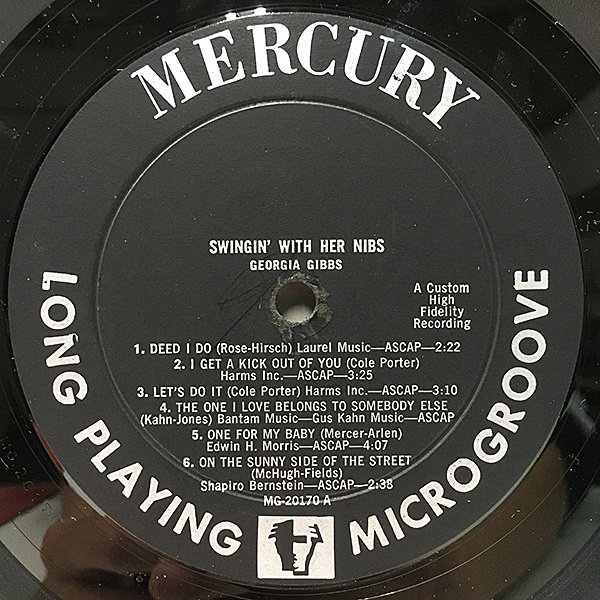 MERCURY
SWINGIN' WITH HER NIBS
GEORGIA GIBBS
A Custom
High
Fidelity
Recording
1. DEED I DO (Rose-Hirsch) Laurel Music—ASCAP—2:22
2. I GET A KICK OUT OF YOU (Cole Porter)
Harms Inc.—ASCAP—3:25
3. LET'S DO IT (Cole Porter) Harms Inc.—ASCAP—3:10
4. THE ONE I LOVE BELONGS TO SOMEBODY ELSE
(Kahn-Jones) Bantam Music—Gus Kahn Music—ASCAP
5. ONE FOR MY BABY (Mercer-Arlen)
Edwin H. Morris—ASCAP—4:07
6. ON THE SUNNY SIDE OF THE STREET
(McHugh-Fields)
Shapiro Bernstein—ASCAP—2:38
MG-20170 A
LONG PLAYING MICROGROOVE